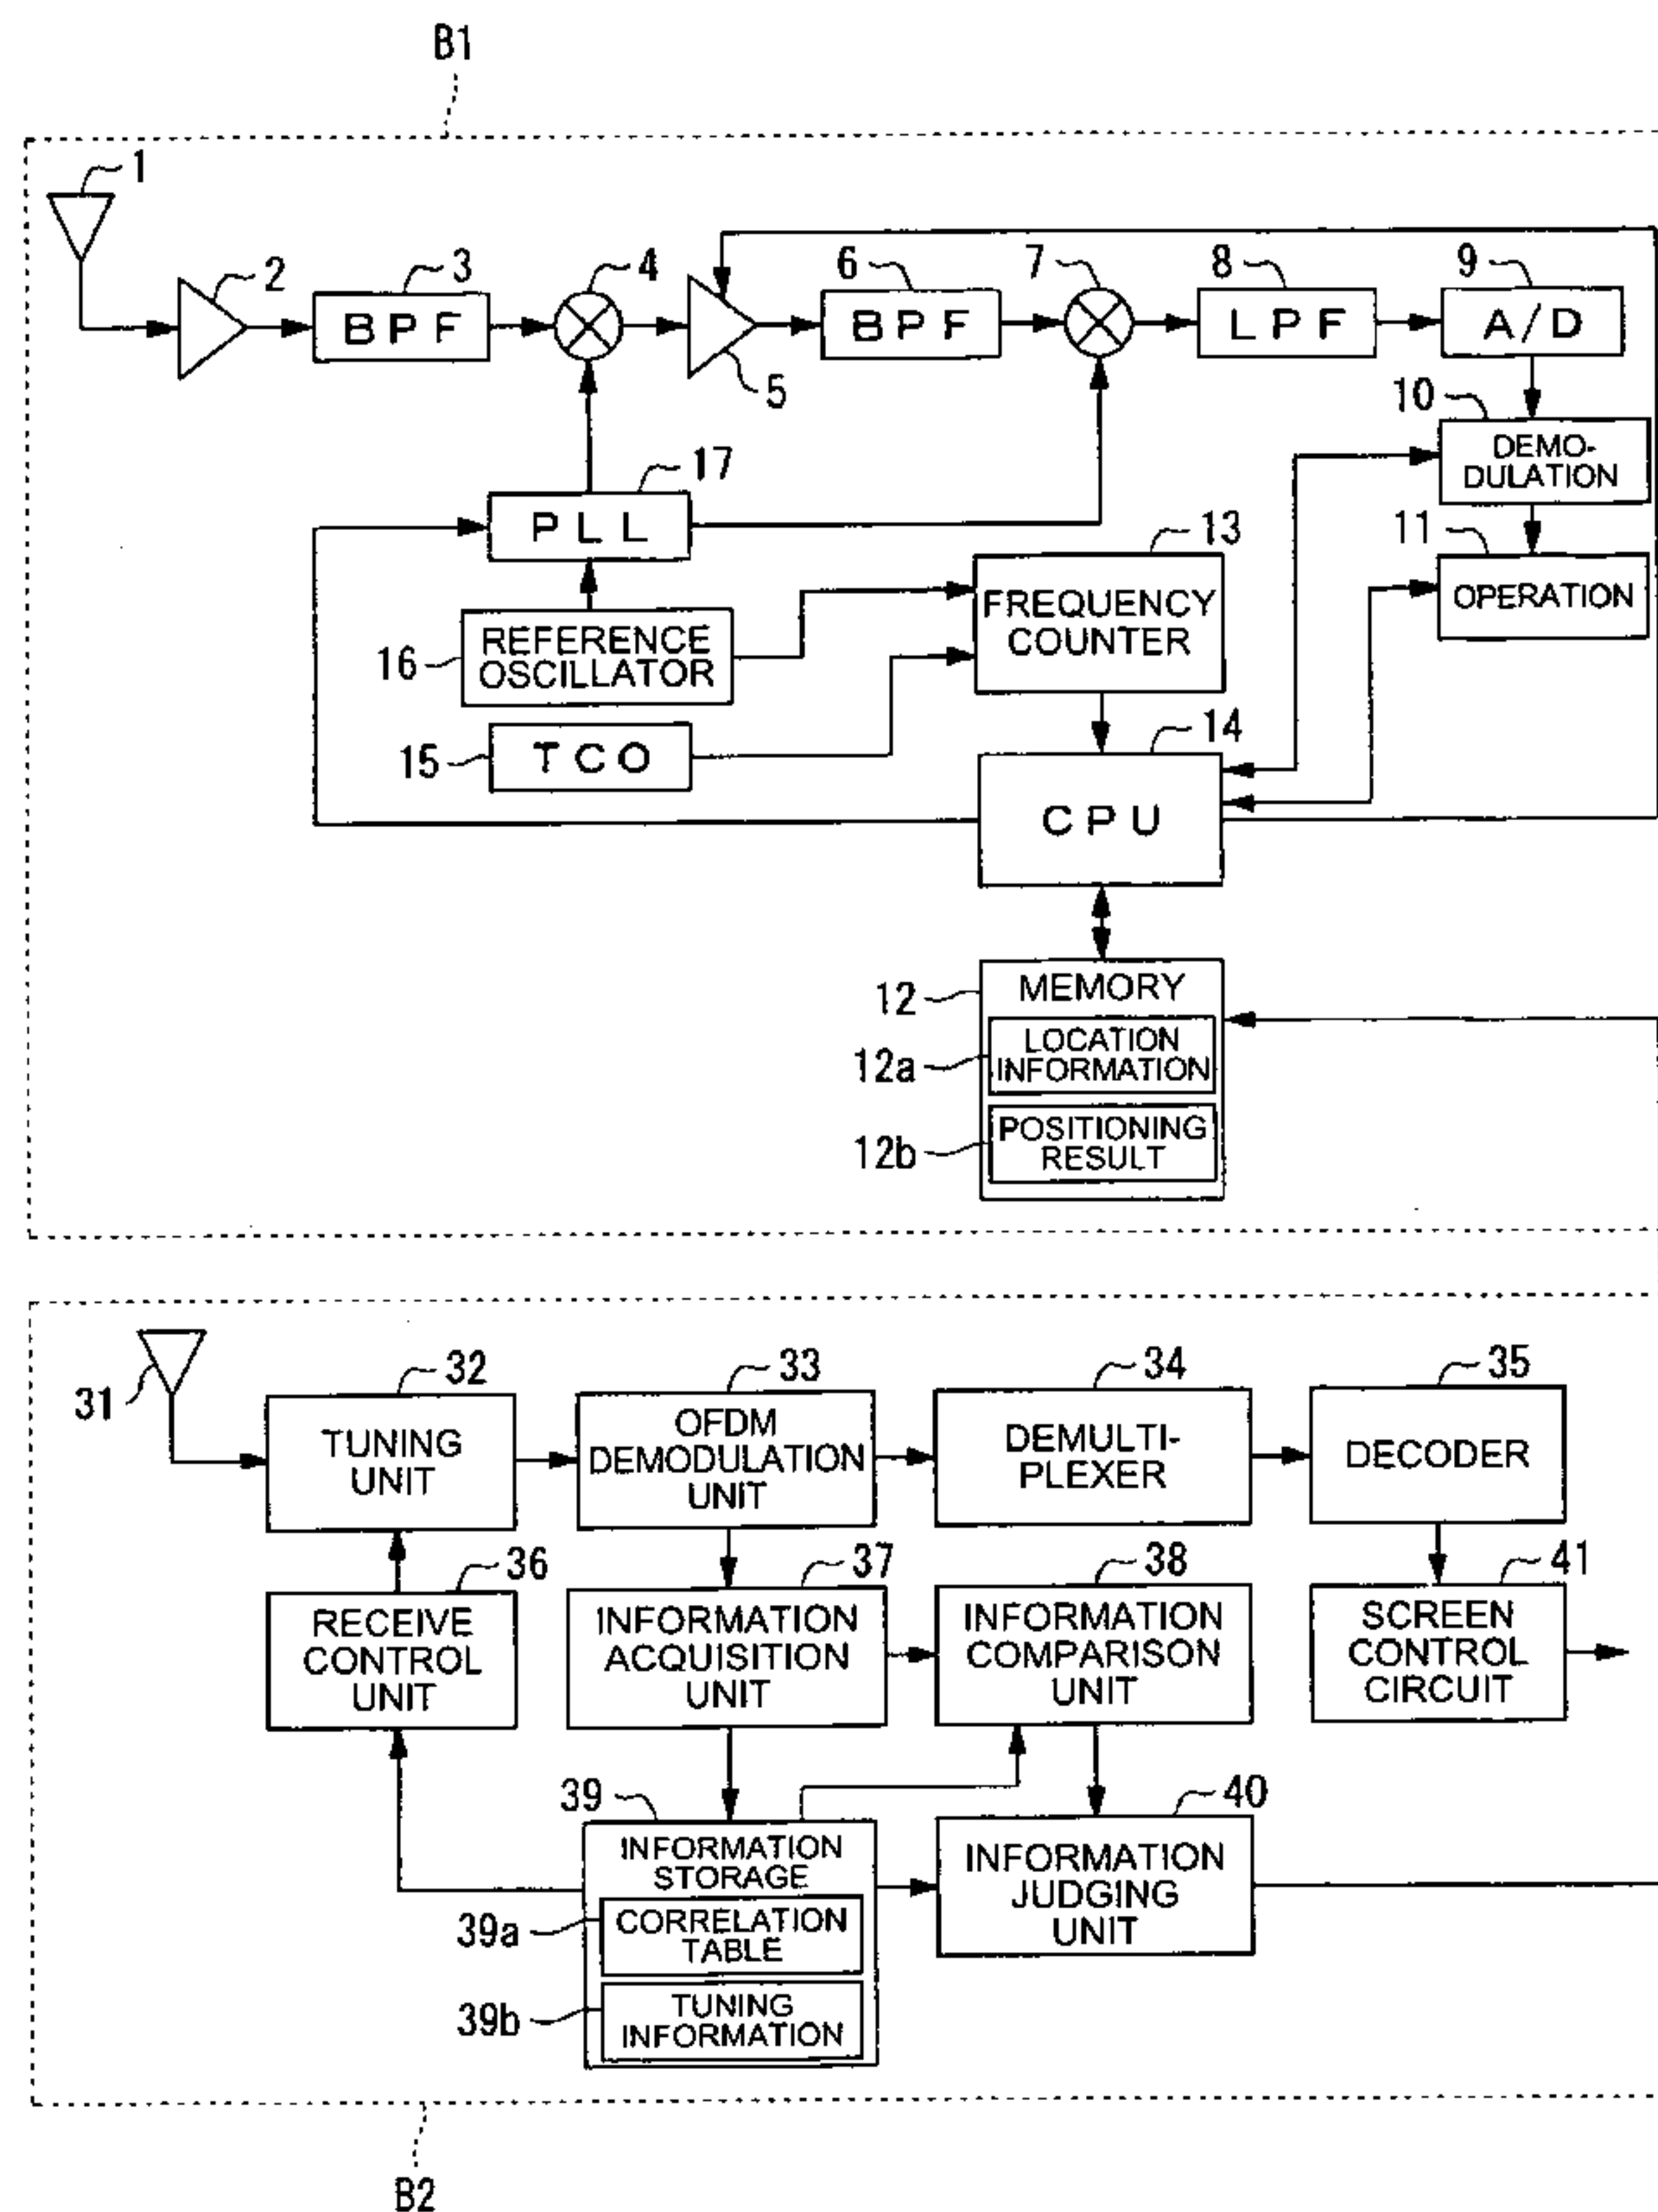 B1
1
2
3
4
6
7
8
9
BPF
BPF
LPF
A/D
5
10
DEMO-
DULATION
17
PLL
13
11
FREQUENCY
COUNTER
OPERATION
16
REFERENCE
OSCILLATOR
15
TCO
14
CPU
12
MEMORY
12a
LOCATION
INFORMATION
12b
POSITIONING
RESULT
31
32
33
34
35
TUNING
UNIT
OFDM
DEMODULATION
UNIT
DEMULTI-
PLEXER
DECODER
36
37
38
41
RECEIVE
CONTROL
UNIT
INFORMATION
ACQUISITION
UNIT
INFORMATION
COMPARISON
UNIT
SCREEN
CONTROL
CIRCUIT
39
40
INFORMATION
STORAGE
INFORMATION
JUDGING
UNIT
39a
CORRELATION
TABLE
39b
TUNING
INFORMATION
B2